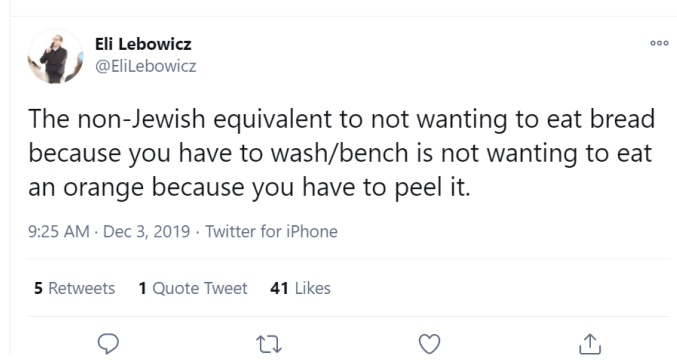 Eli Lebowicz
@EliLebowicz
The non-Jewish equivalent to not wanting to eat bread
because you have to wash/bench is not wanting to eat
an orange because you have to peel it.
9:25 AM · Dec 3, 2019 · Twitter for iPhone
5 Retweets 1 Quote Tweet 41 Likes